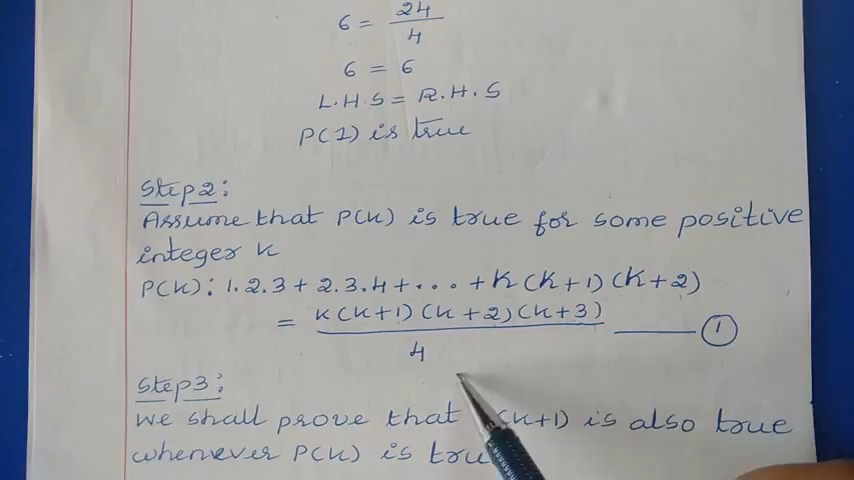 6 = 24/4
6 = 6
L.H.S = R.H.S
P(1) is true
Step2:
Assume that P(K) is true for some positive
integer K
P(K): 1.2.3 + 2.3.4 + ... + K(K+1)(K+2)
= K(K+1)(K+2)(K+3)/4 ——— ①
Step3:
We shall prove that (K+1) is also true
whenever P(K) is